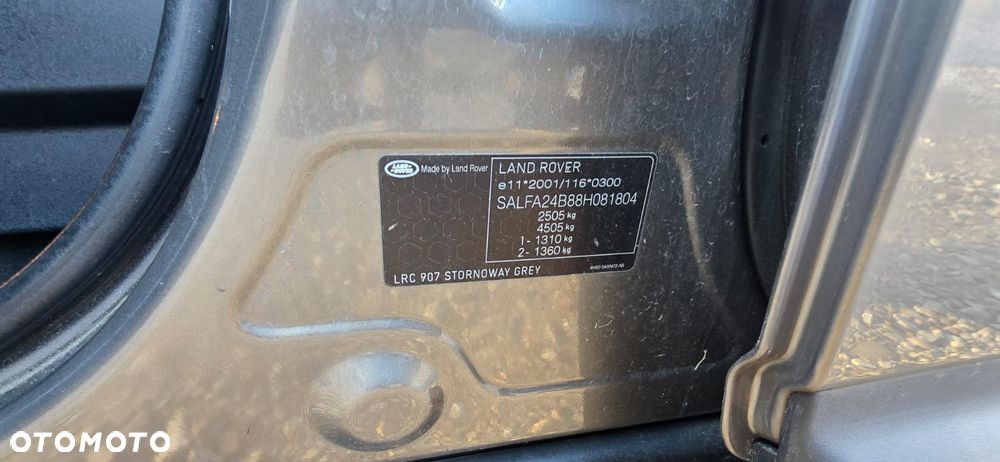 LAND ROVER
Made by Land Rover
LAND ROVER
e11*2001/116*0300
SALFA24B88H081804
2505 kg
4505 kg
1- 1310 kg
2- 1360 kg
LRC 907 STORNOWAY GREY
OTOMOTO